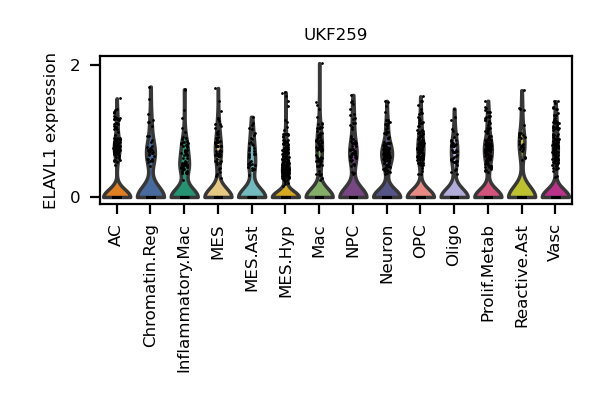 UKF259
ELAVL1 expression
2
0
AC
Chromatin.Reg
Inflammatory.Mac
MES
MES.Ast
MES.Hyp
Mac
NPC
Neuron
OPC
Oligo
Prolif.Metab
Reactive.Ast
Vasc